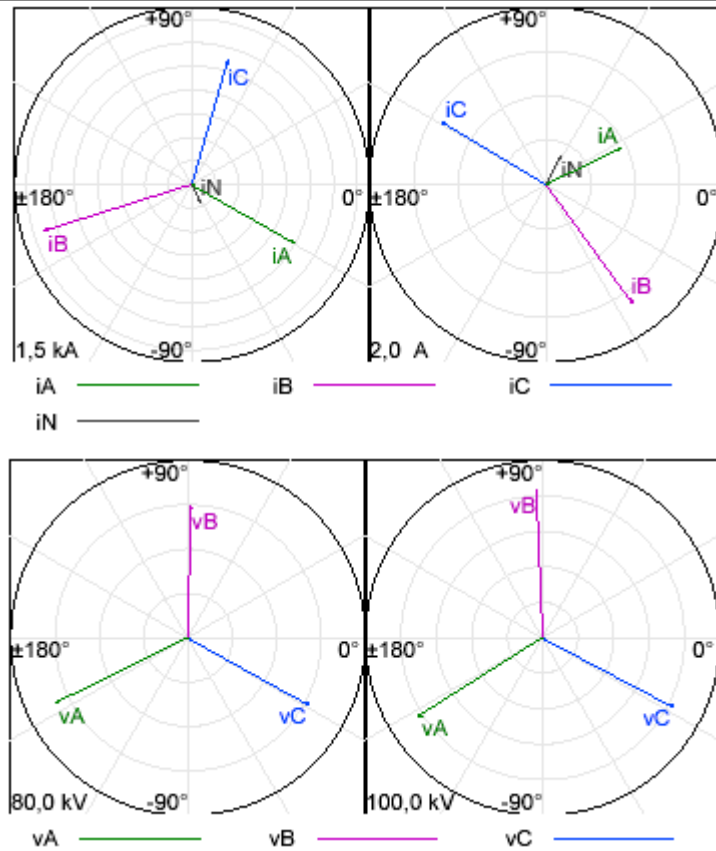 +90° +90°
iC
iC
iA
iN
iN
±180° 0° ±180° 0°
iB
iA
iB
1,5 kA -90° 2,0 A -90°
iA iB iC
iN
+90° +90°
vB
vB
±180° 0° ±180° 0°
vA vC vA vC
80,0 kV -90° 100,0 kV -90°
vA vB vC